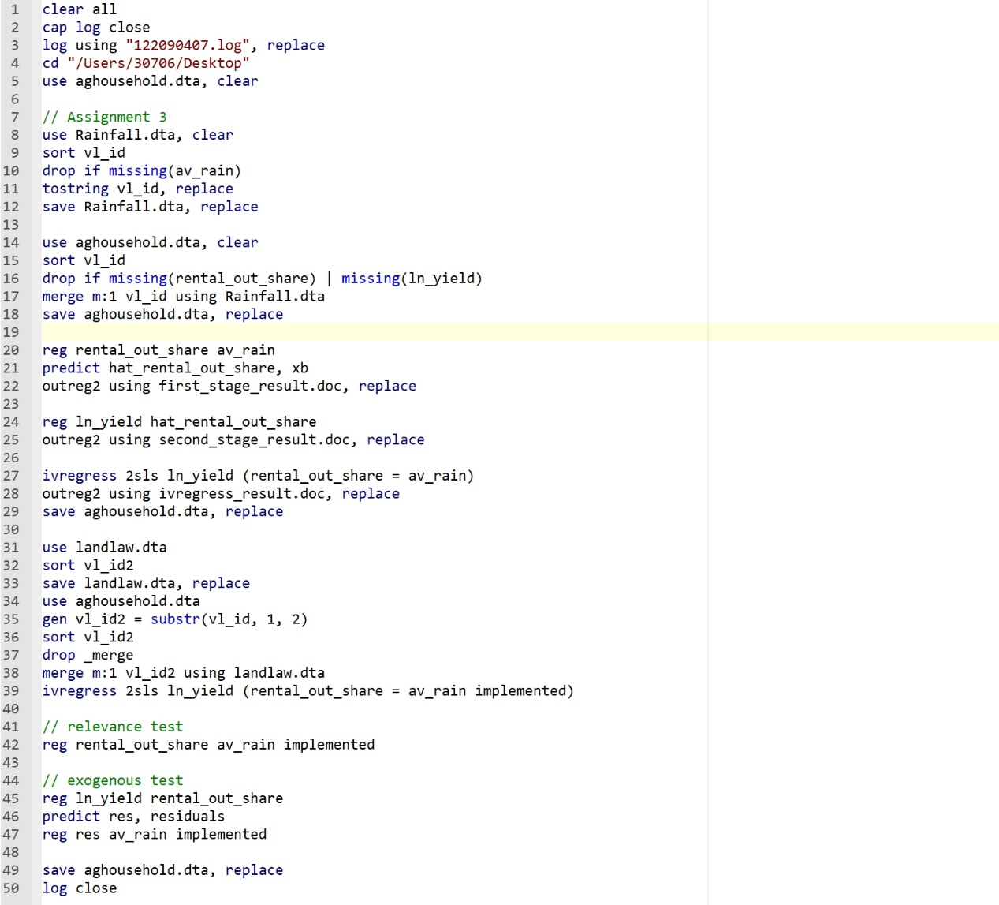 1 clear all
2 cap log close
3 log using "122090407.log", replace
4 cd "/Users/30706/Desktop"
5 use aghousehold.dta, clear
6
7 // Assignment 3
8 use Rainfall.dta, clear
9 sort vl_id
10 drop if missing(av_rain)
11 tostring vl_id, replace
12 save Rainfall.dta, replace
13
14 use aghousehold.dta, clear
15 sort vl_id
16 drop if missing(rental_out_share) | missing(ln_yield)
17 merge m:1 vl_id using Rainfall.dta
18 save aghousehold.dta, replace
19
20 reg rental_out_share av_rain
21 predict hat_rental_out_share, xb
22 outreg2 using first_stage_result.doc, replace
23
24 reg ln_yield hat_rental_out_share
25 outreg2 using second_stage_result.doc, replace
26
27 ivregress 2sls ln_yield (rental_out_share = av_rain)
28 outreg2 using ivregress_result.doc, replace
29 save aghousehold.dta, replace
30
31 use landlaw.dta
32 sort vl_id2
33 save landlaw.dta, replace
34 use aghousehold.dta
35 gen vl_id2 = substr(vl_id, 1, 2)
36 sort vl_id2
37 drop _merge
38 merge m:1 vl_id2 using landlaw.dta
39 ivregress 2sls ln_yield (rental_out_share = av_rain implemented)
40
41 // relevance test
42 reg rental_out_share av_rain implemented
43
44 // exogenous test
45 reg ln_yield rental_out_share
46 predict res, residuals
47 reg res av_rain implemented
48
49 save aghousehold.dta, replace
50 log close